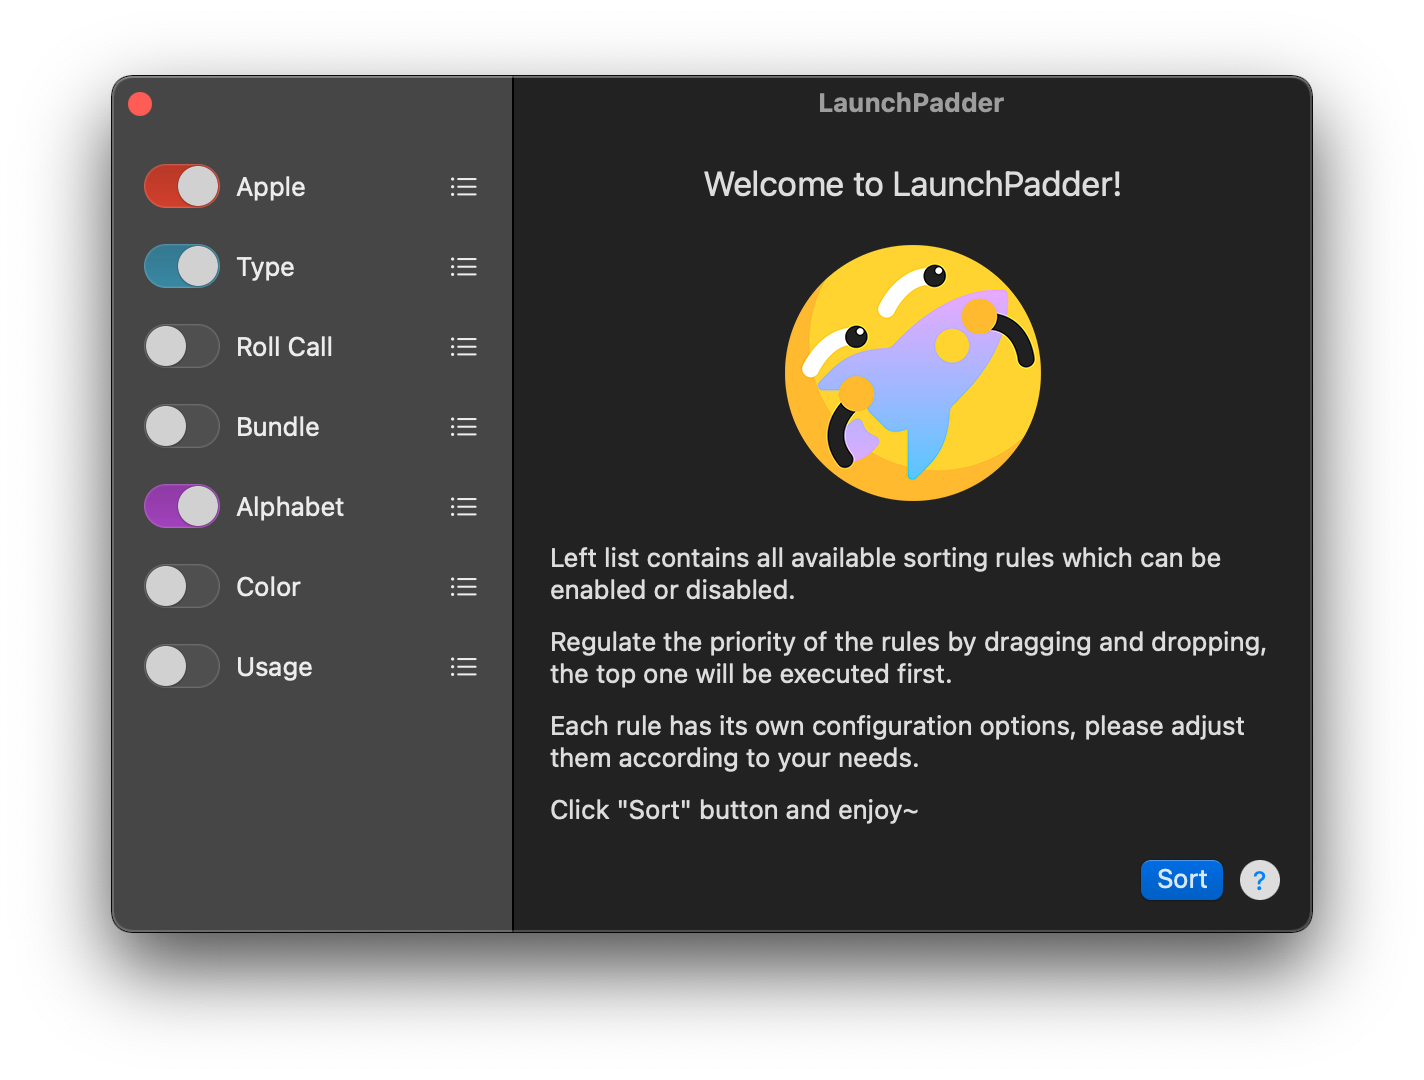 LaunchPadder
Apple
Type
Roll Call
Bundle
Alphabet
Color
Usage
Welcome to LaunchPadder!
Left list contains all available sorting rules which can be
enabled or disabled.
Regulate the priority of the rules by dragging and dropping,
the top one will be executed first.
Each rule has its own configuration options, please adjust
them according to your needs.
Click "Sort" button and enjoy~
Sort
?